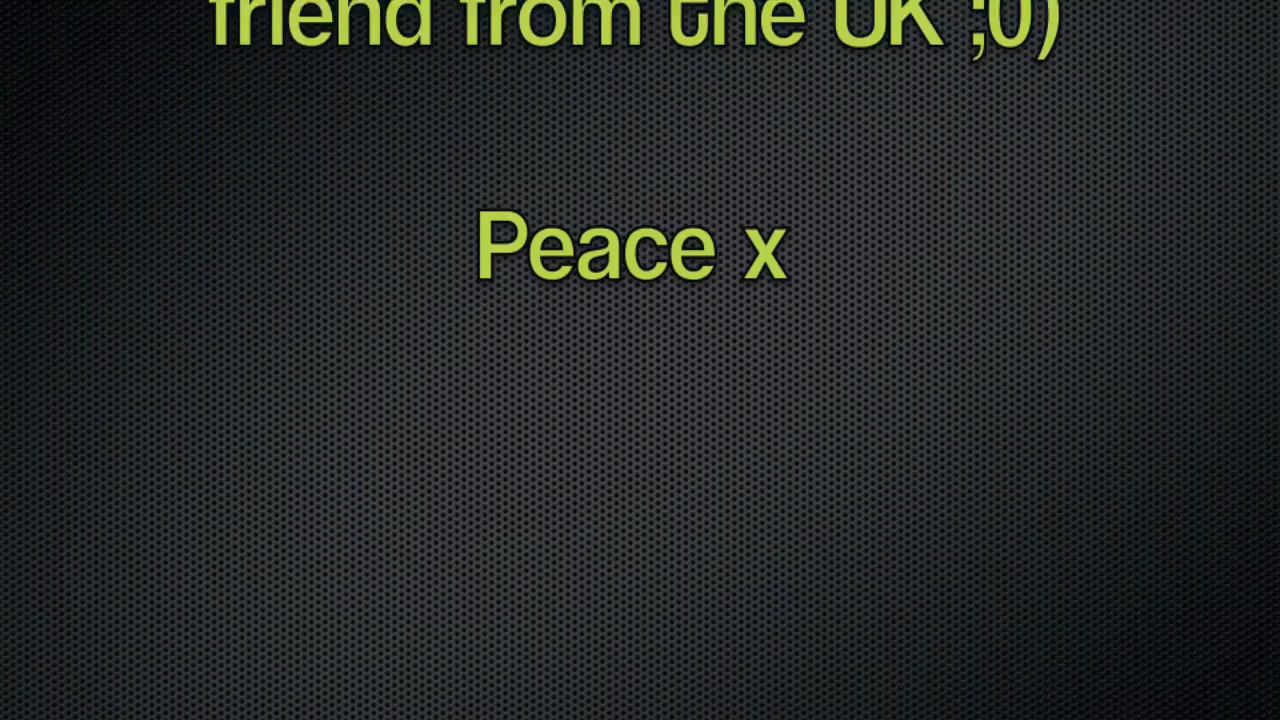 friend from the UK ;0)
Peace x